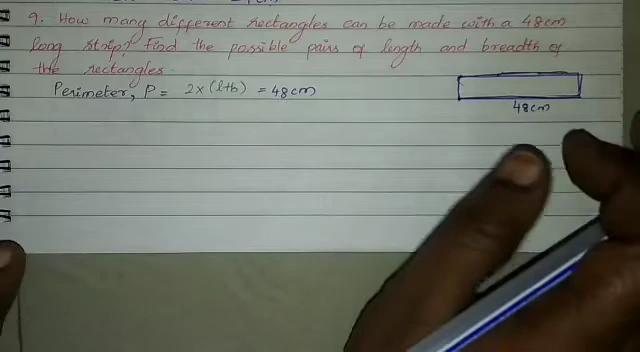 9. How many different rectangles can be made with a 48cm
long strip? Find the possible pairs of length and breadth of
the rectangles.
Perimeter, P = 2×(l+b) = 48cm
48cm